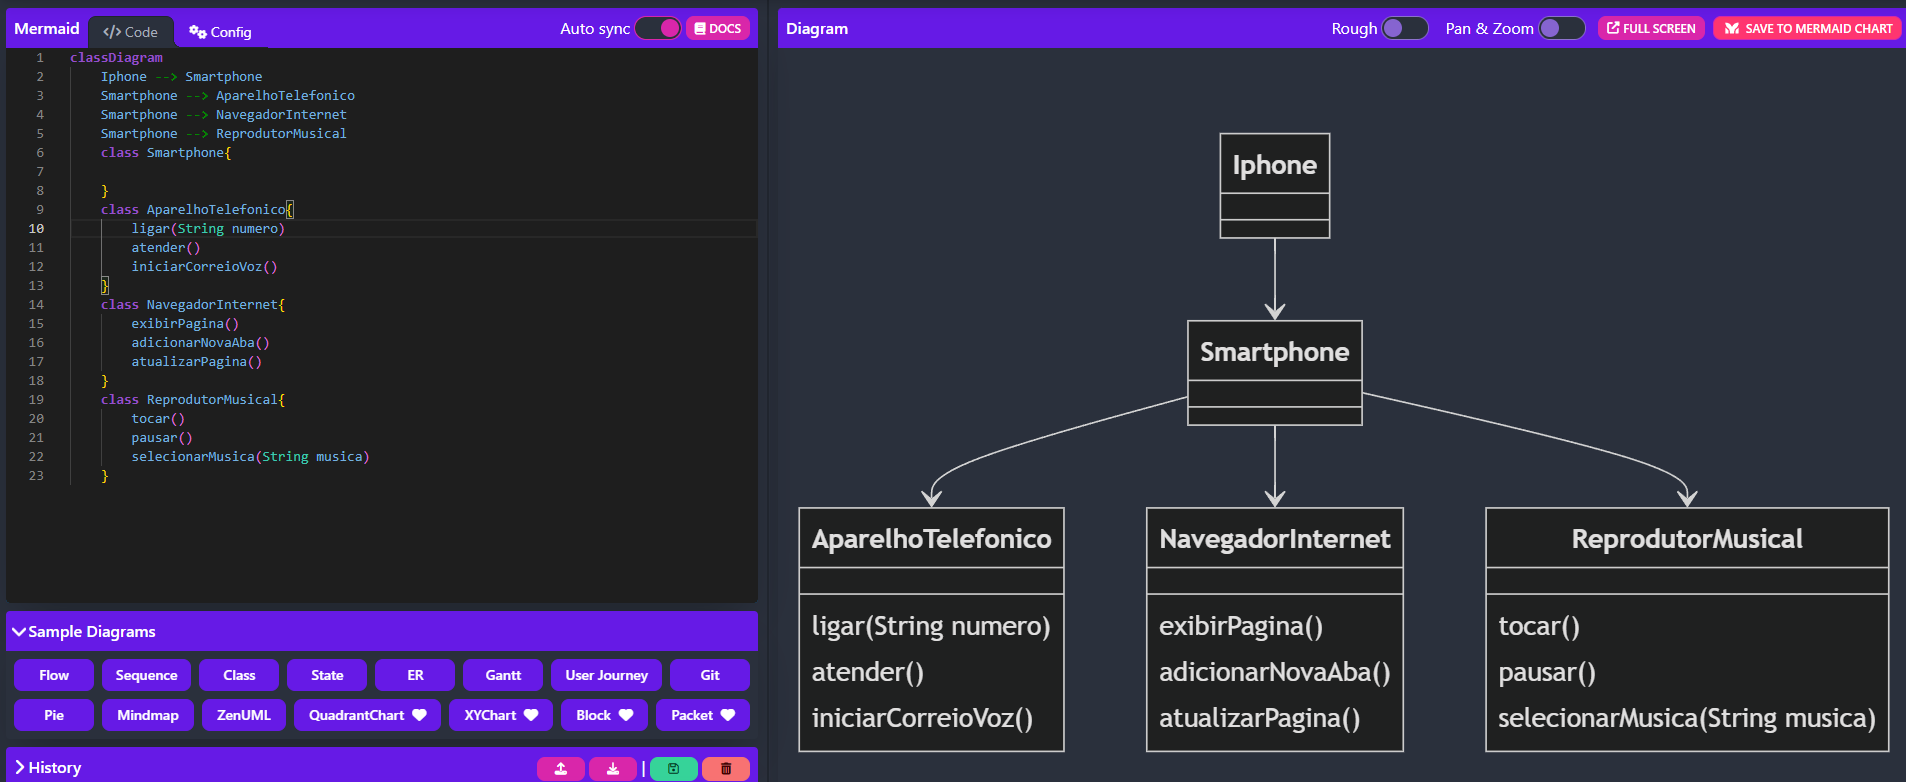 Mermaid
</> Code
Config
Auto sync
DOCS
1 classDiagram
2 Iphone --> Smartphone
3 Smartphone --> AparelhoTelefonico
4 Smartphone --> NavegadorInternet
5 Smartphone --> ReprodutorMusical
6 class Smartphone{
7
8 }
9 class AparelhoTelefonico{
10 ligar(String numero)
11 atender()
12 iniciarCorreioVoz()
13 }
14 class NavegadorInternet{
15 exibirPagina()
16 adicionarNovaAba()
17 atualizarPagina()
18 }
19 class ReprodutorMusical{
20 tocar()
21 pausar()
22 selecionarMusica(String musica)
23 }
Sample Diagrams
Flow
Sequence
Class
State
ER
Gantt
User Journey
Git
Pie
Mindmap
ZenUML
QuadrantChart
XYChart
Block
Packet
History
Diagram
Rough
Pan & Zoom
FULL SCREEN
SAVE TO MERMAID CHART
Iphone
Smartphone
AparelhoTelefonico
ligar(String numero)
atender()
iniciarCorreioVoz()
NavegadorInternet
exibirPagina()
adicionarNovaAba()
atualizarPagina()
ReprodutorMusical
tocar()
pausar()
selecionarMusica(String musica)